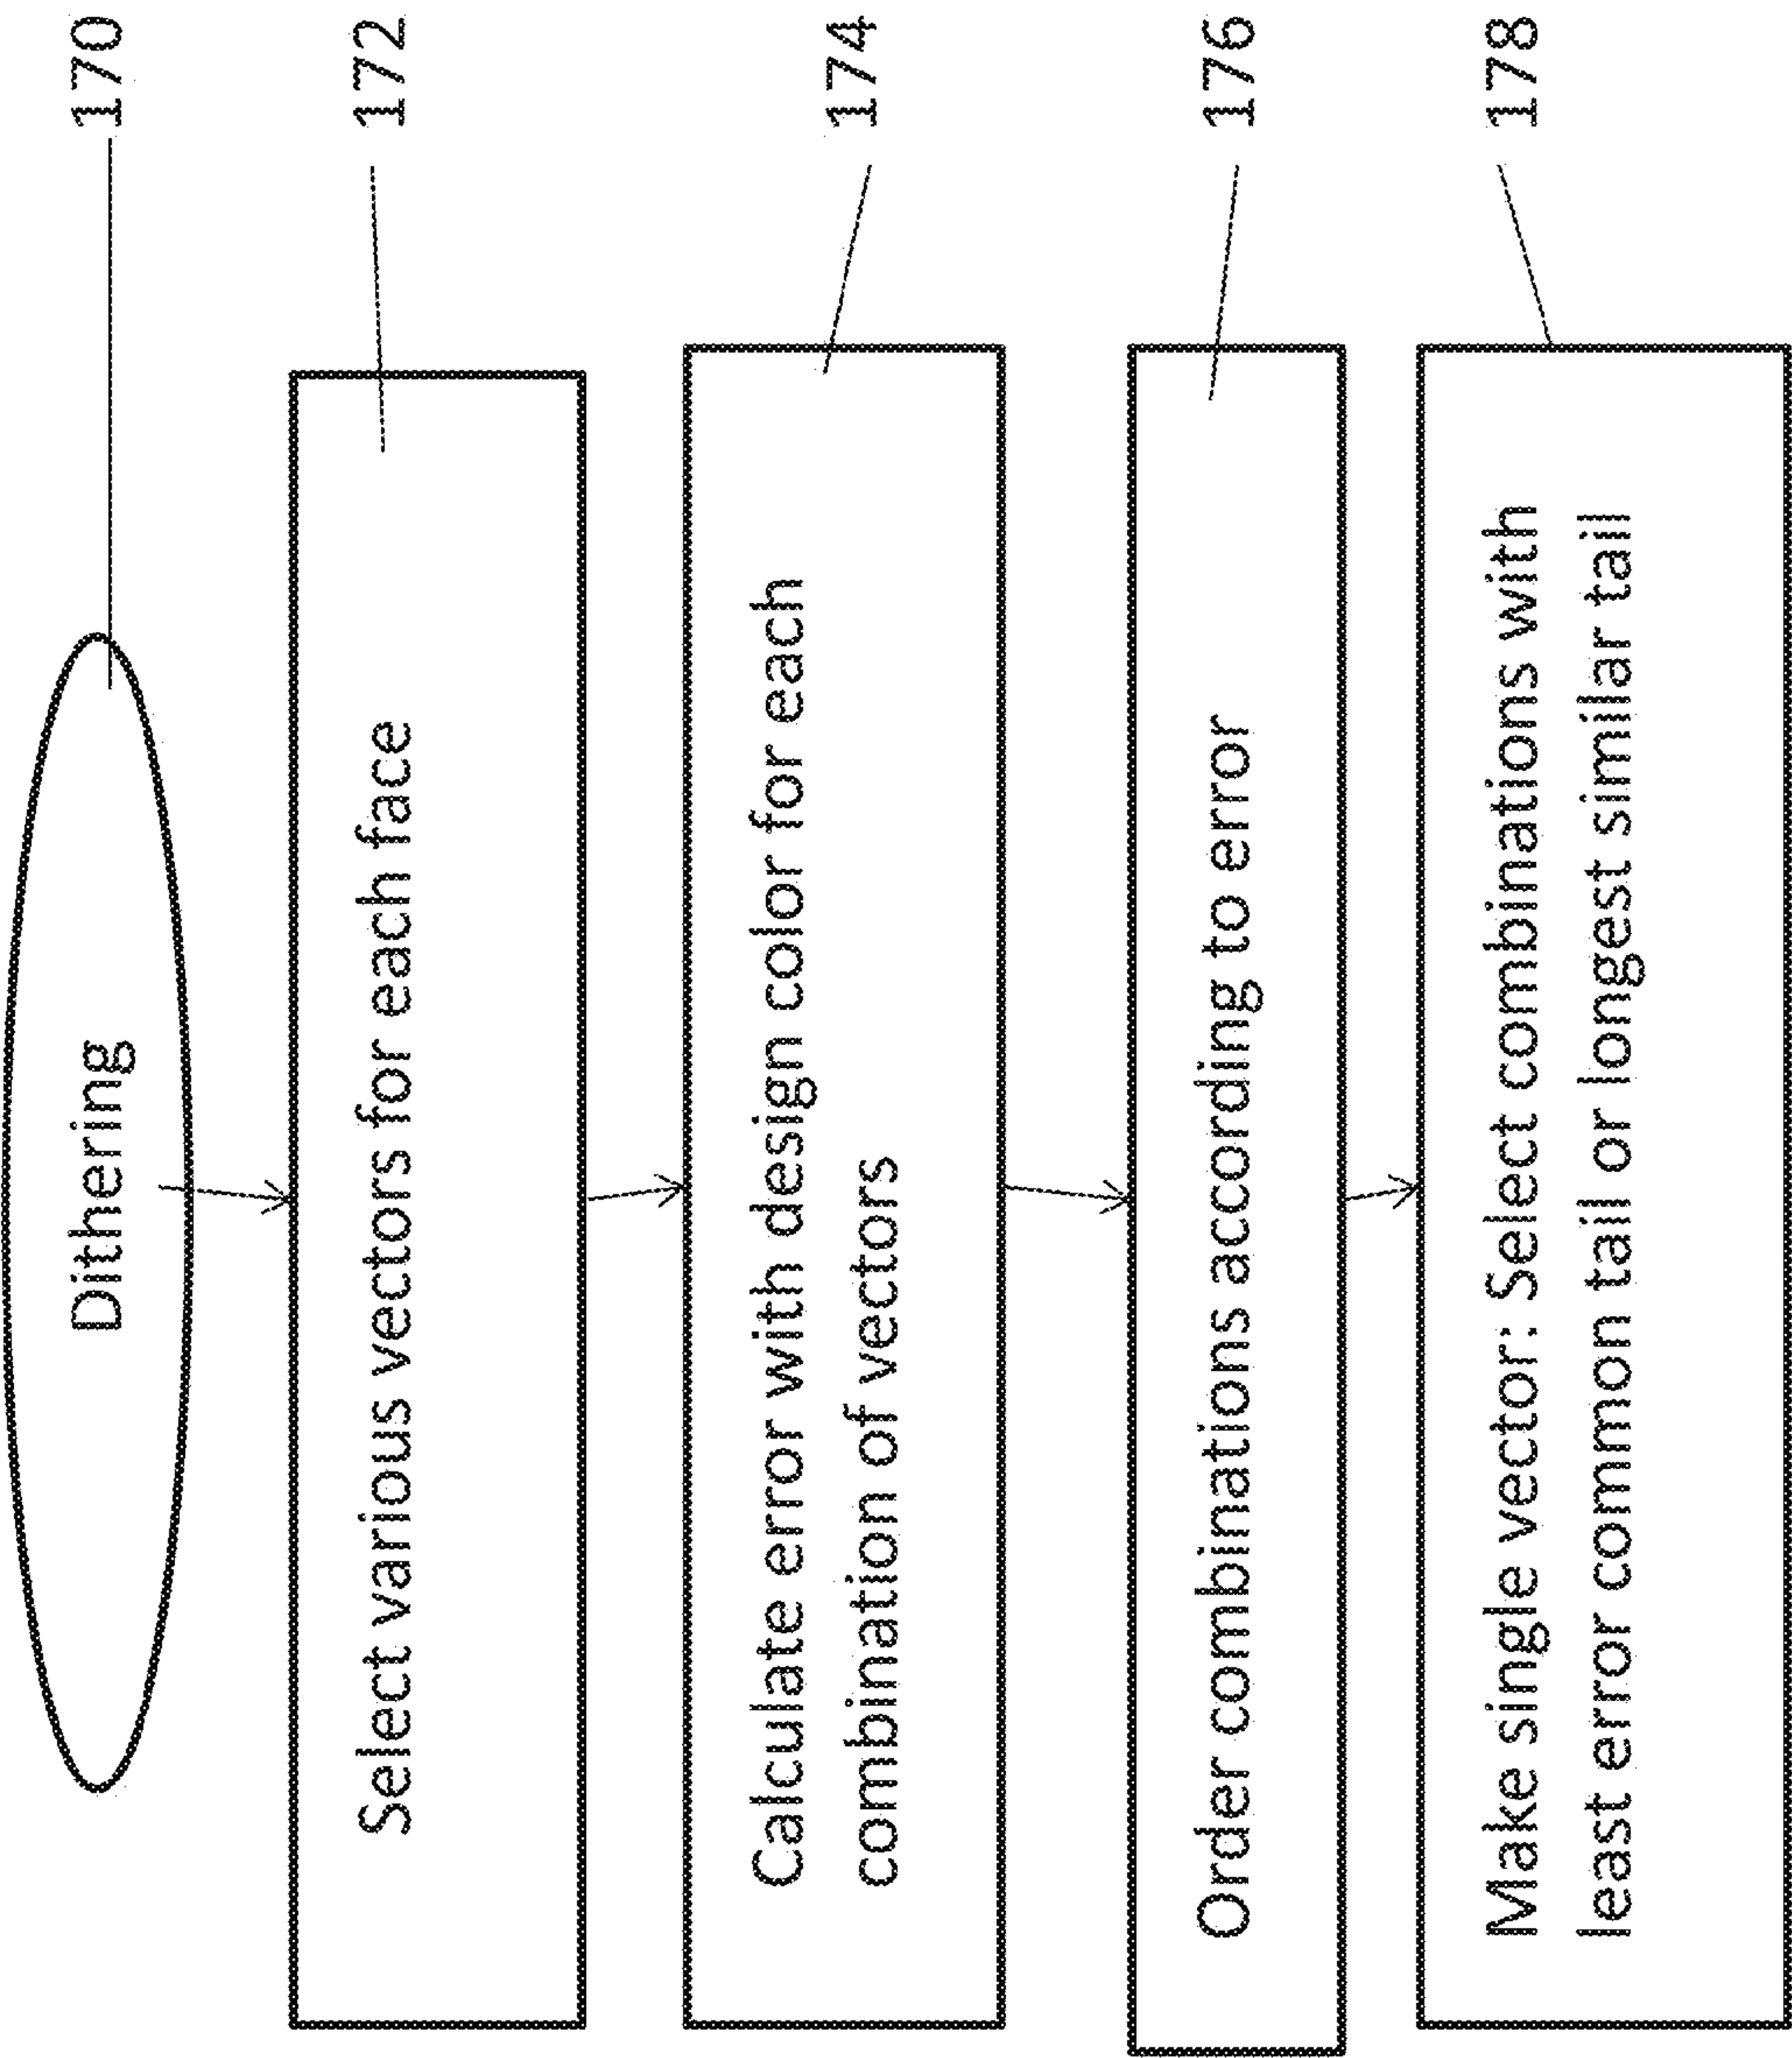 Dithering
170
Select various vectors for each face
172
Calculate error with design color for each
combination of vectors
174
Order combinations according to error
176
Make single vector: Select combinations with
least error common tail or longest similar tail
178